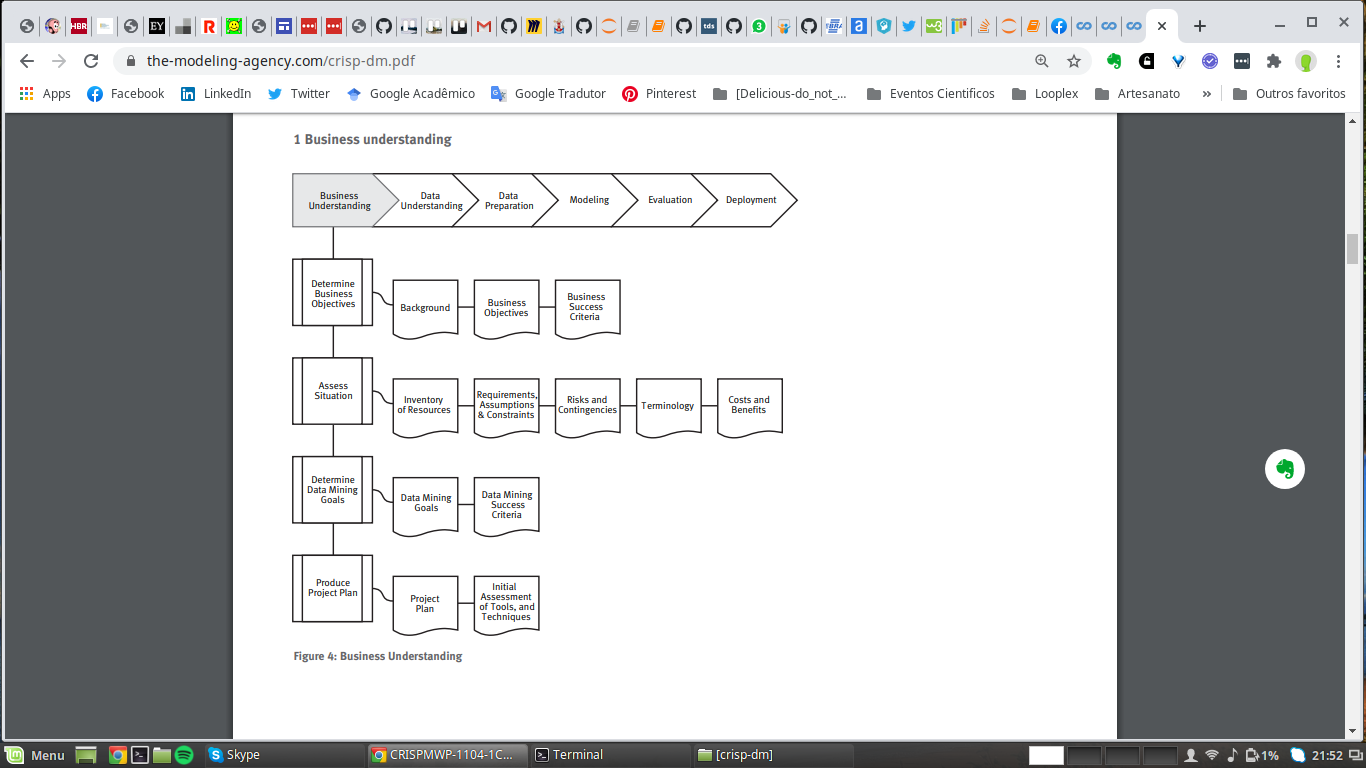 HBR
EY
R
tds
3
a
w3
the-modeling-agency.com/crisp-dm.pdf
Apps
Facebook
LinkedIn
Twitter
Google Acadêmico
Google Tradutor
Pinterest
[Delicious-do_not_...
Eventos Cientificos
Looplex
Artesanato
»
Outros favoritos
1 Business understanding
Business
Understanding
Data
Understanding
Data
Preparation
Modeling
Evaluation
Deployment
Determine
Business
Objectives
Background
Business
Objectives
Business
Success
Criteria
Assess
Situation
Inventory
of Resources
Requirements,
Assumptions
& Constraints
Risks and
Contingencies
Terminology
Costs and
Benefits
Determine
Data Mining
Goals
Data Mining
Goals
Data Mining
Success
Criteria
Produce
Project Plan
Project
Plan
Initial
Assessment
of Tools, and
Techniques
Figure 4: Business Understanding
Menu
Skype
CRISPMWP-1104-1C...
Terminal
[crisp-dm]
1%
21:52